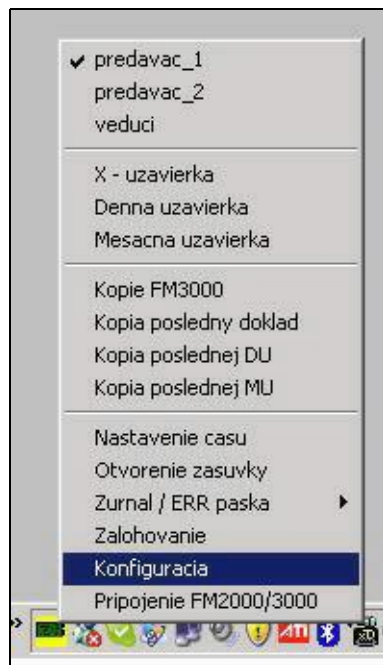 predavac_1
predavac_2
veduci
X - uzavierka
Denna uzavierka
Mesacna uzavierka
Kopie FM3000
Kopia posledny doklad
Kopia poslednej DU
Kopia poslednej MU
Nastavenie casu
Otvorenie zasuvky
Zurnal / ERR paska
Zalohovanie
Konfiguracia
Pripojenie FM2000/3000
ATI